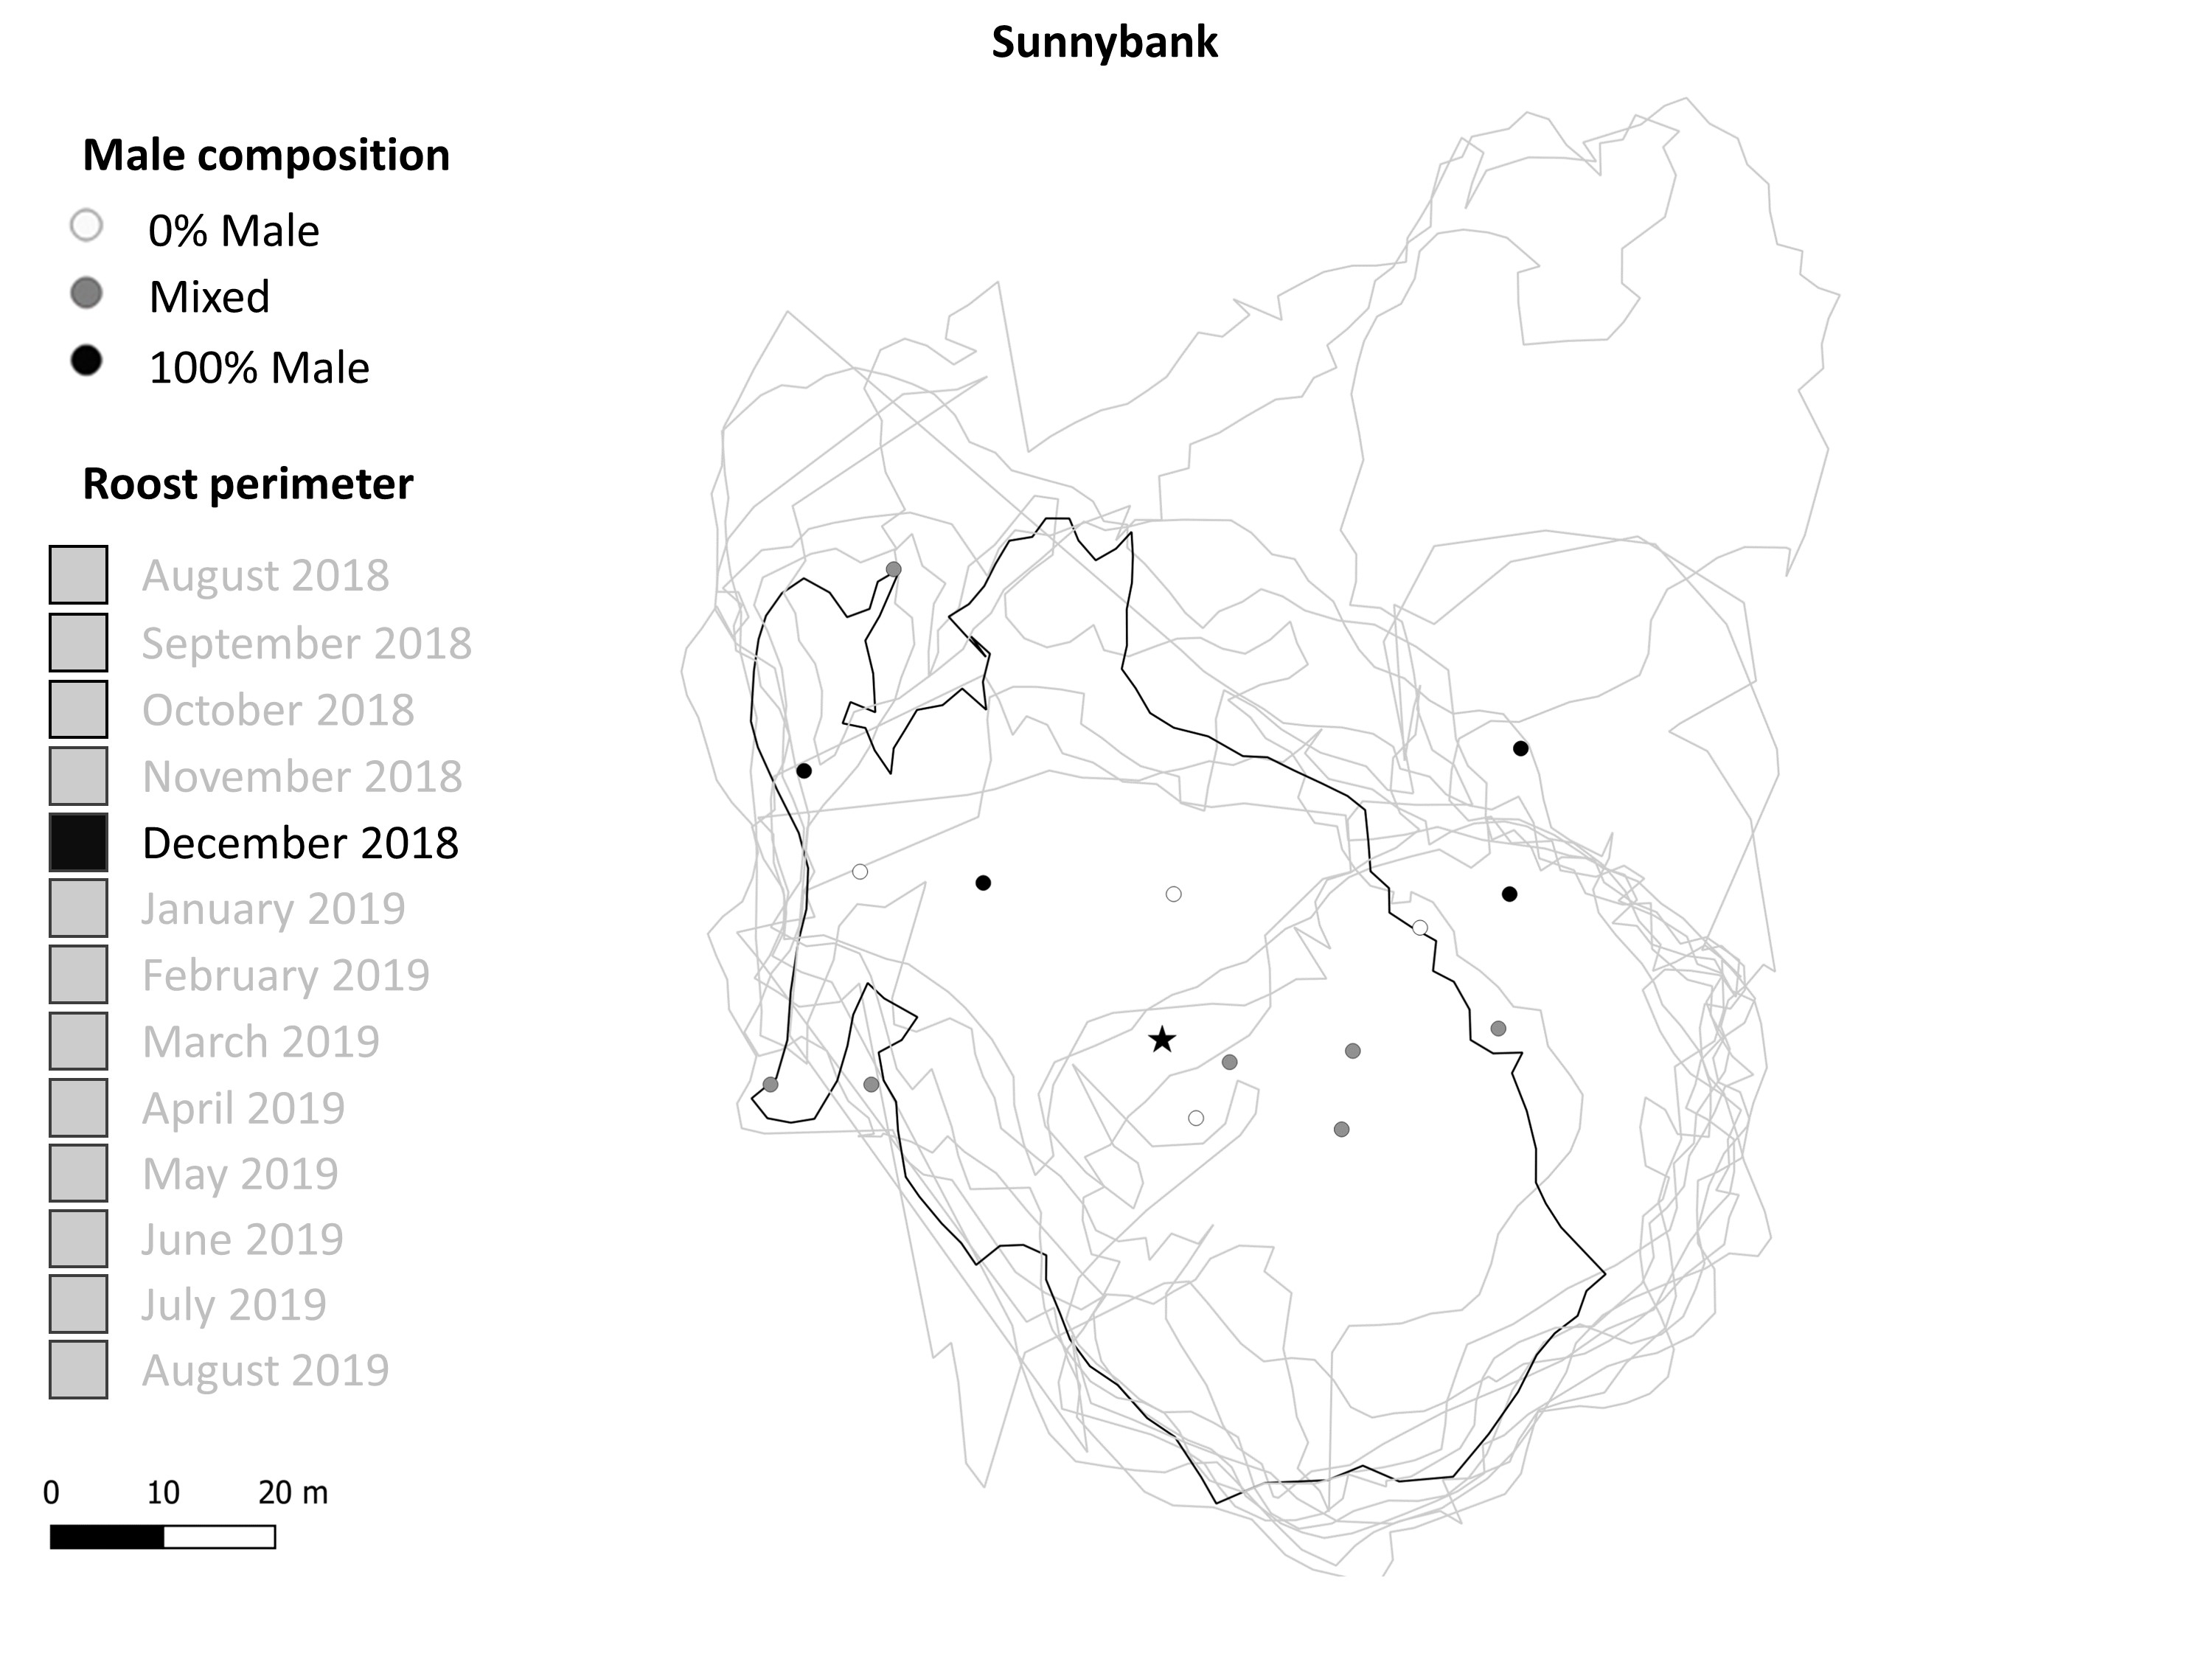 Sunnybank
Male composition
0% Male
Mixed
100% Male
Roost perimeter
August 2018
September 2018
October 2018
November 2018
December 2018
January 2019
February 2019
March 2019
April 2019
May 2019
June 2019
July 2019
August 2019
0 10 20 m